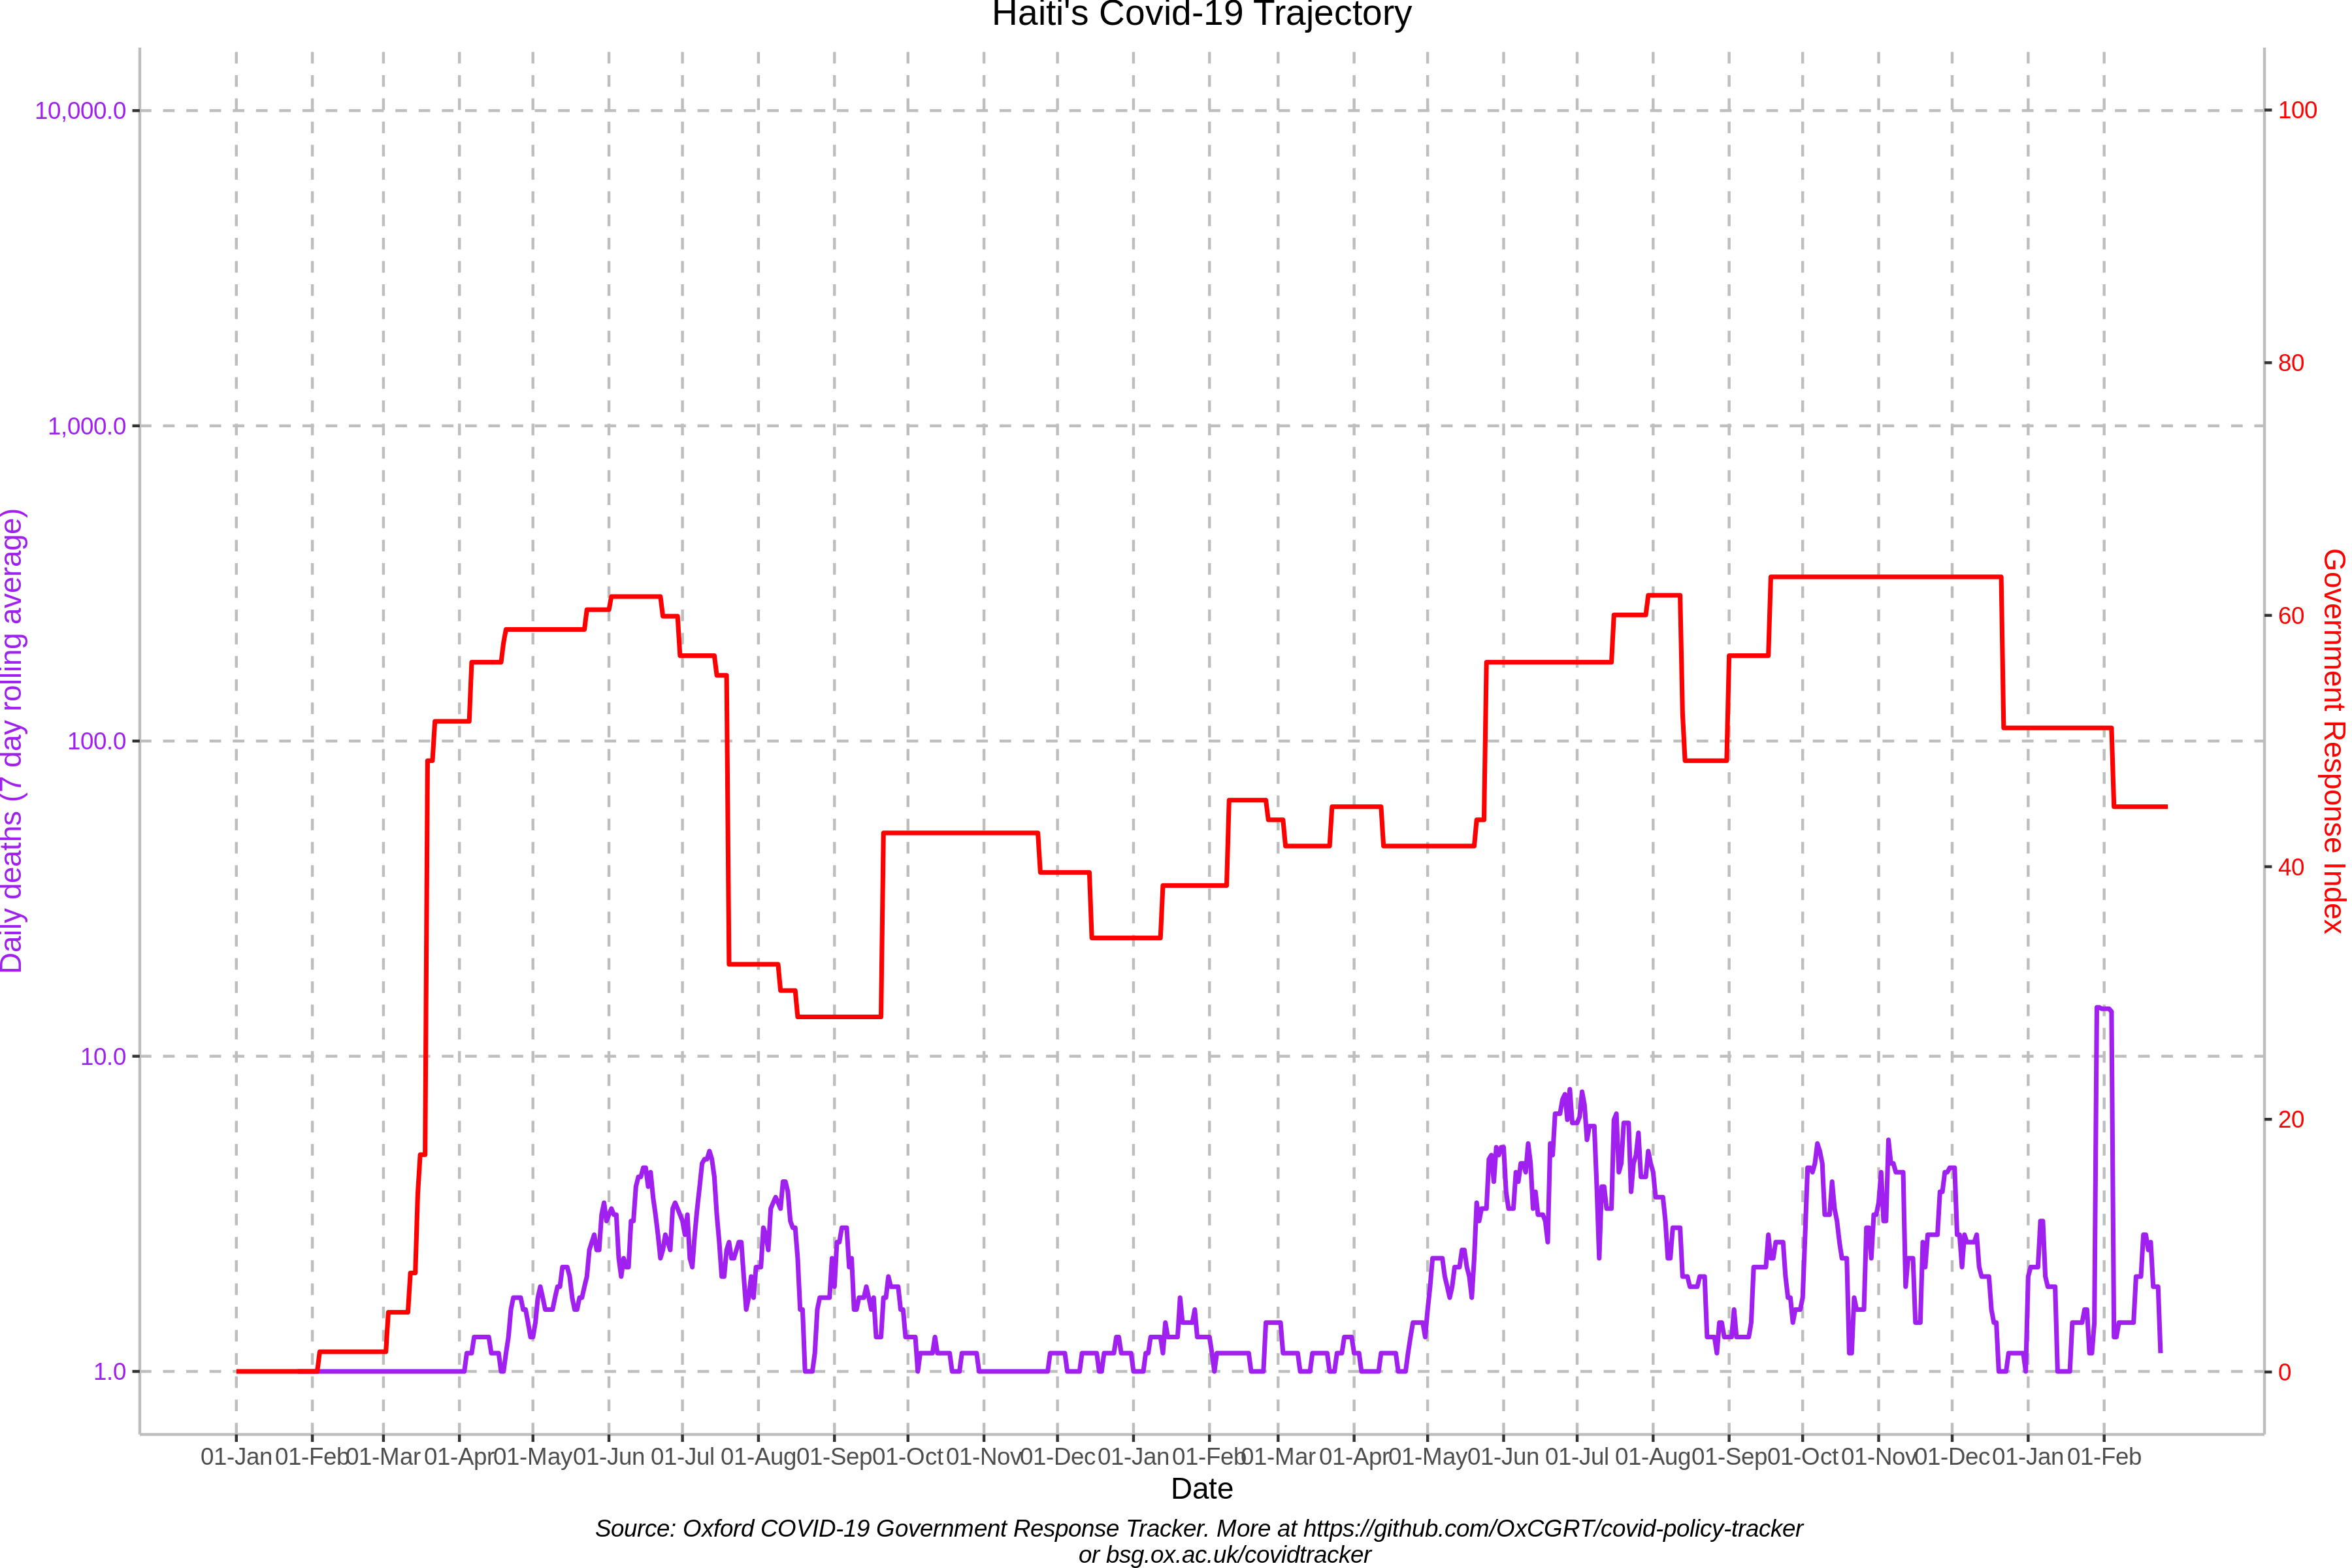 Haiti's Covid-19 Trajectory
10,000.0
1,000.0
100.0
10.0
1.0
Daily deaths (7 day rolling average)
100
80
60
40
20
0
Government Response Index
01-Jan 01-Feb 01-Mar 01-Apr 01-May 01-Jun 01-Jul 01-Aug 01-Sep 01-Oct 01-Nov 01-Dec 01-Jan 01-Feb 01-Mar 01-Apr 01-May 01-Jun 01-Jul 01-Aug 01-Sep 01-Oct 01-Nov 01-Dec 01-Jan 01-Feb
Date
Source: Oxford COVID-19 Government Response Tracker. More at https://github.com/OxCGRT/covid-policy-tracker
or bsg.ox.ac.uk/covidtracker